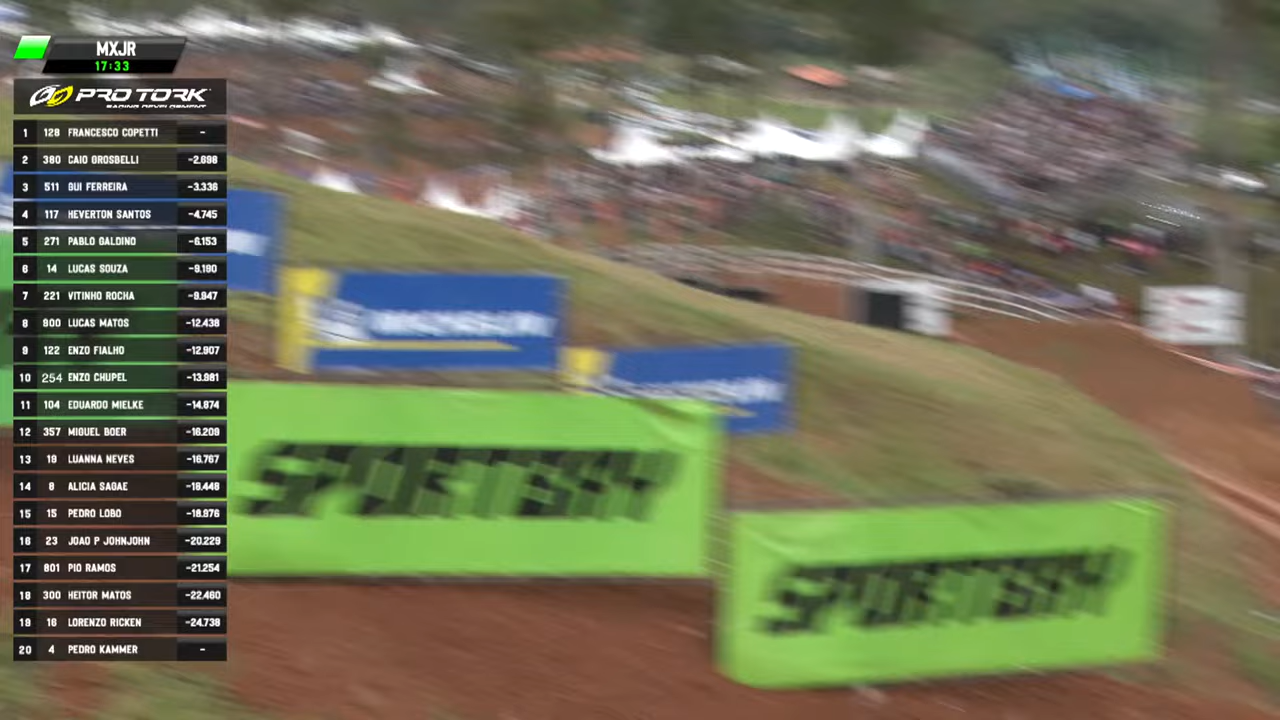 MXJR
17:33
PRO TORK
RACING DEVELOPMENT
1 128 FRANCESCO COPETTI -
2 380 CAIO GROSBELLI -2.698
3 511 GUI FERREIRA -3.336
4 117 HEVERTON SANTOS -4.745
5 271 PABLO GALDINO -6.153
6 14 LUCAS SOUZA -9.190
7 221 VITINHO ROCHA -9.947
8 900 LUCAS MATOS -12.438
9 122 ENZO FIALHO -12.907
10 254 ENZO CHUPEL -13.981
11 104 EDUARDO MIELKE -14.874
12 357 MIGUEL BOER -16.209
13 19 LUANNA NEVES -16.767
14 8 ALICIA SAGAE -18.448
15 15 PEDRO LOBO -18.976
16 23 JOAO P JOHNJOHN -20.229
17 801 PIO RAMOS -21.254
18 300 HEITOR MATOS -22.460
19 16 LORENZO RICKEN -24.738
20 4 PEDRO KAMMER -
SPORTSBAY
SPORTSBAY